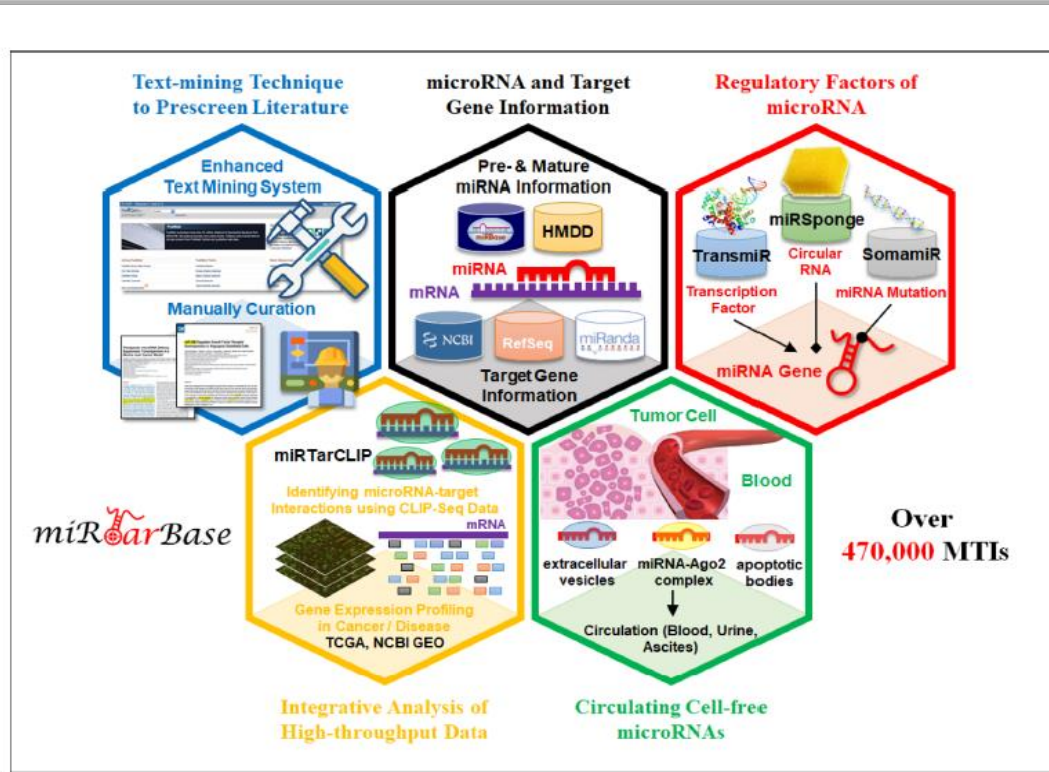 Text-mining Technique
to Prescreen Literature
microRNA and Target
Gene Information
Regulatory Factors of
microRNA
Enhanced
Text Mining System
Manually Curation
Pre- & Mature
miRNA Information
miRBase
HMDD
miRNA
mRNA
NCBI
RefSeq
miRanda
Target Gene
Information
TransmiR
miRSponge
SomamiR
Circular
RNA
Transcription
Factor
miRNA Mutation
miRNA Gene
miRTarCLIP
Identifying microRNA-target
Interactions using CLIP-Seq Data
mRNA
Gene Expression Profiling
in Cancer / Disease
TCGA, NCBI GEO
Tumor Cell
Blood
extracellular
vesicles
miRNA-Ago2
complex
apoptotic
bodies
Circulation (Blood, Urine,
Ascites)
miRTarBase
Over
470,000 MTIs
Integrative Analysis of
High-throughput Data
Circulating Cell-free
microRNAs